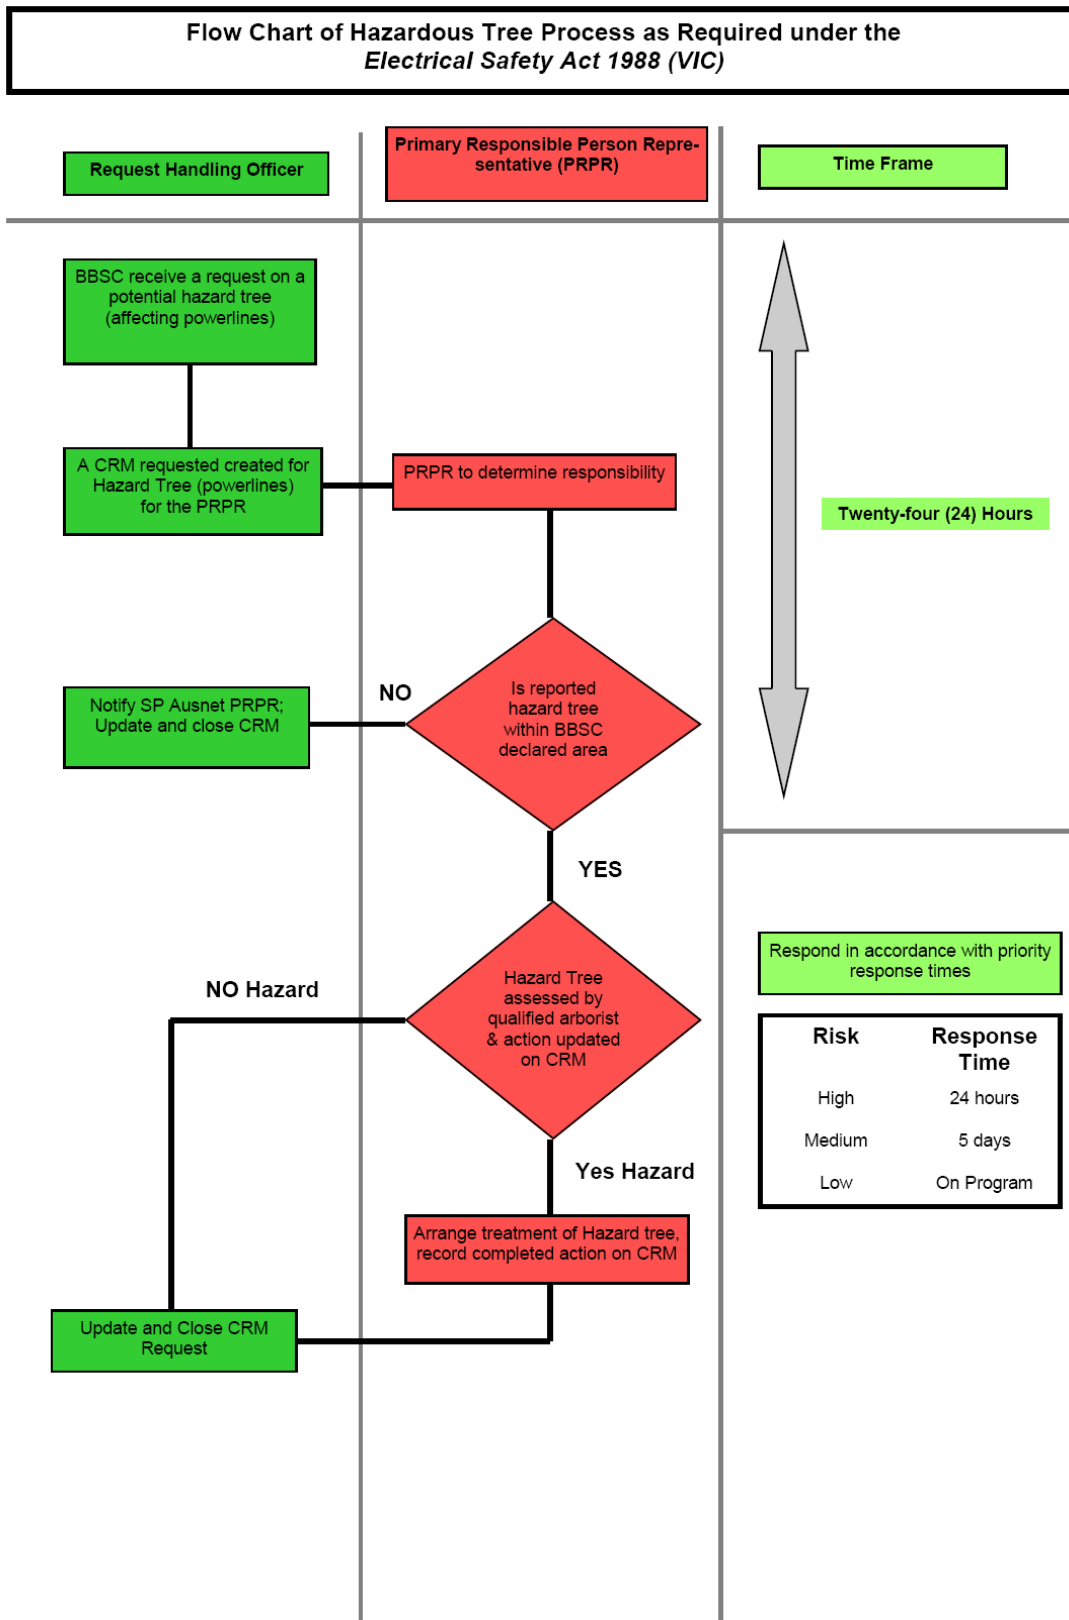 Flow Chart of Hazardous Tree Process as Required under the
Electrical Safety Act 1988 (VIC)
Request Handling Officer
Primary Responsible Person Repre-
sentative (PRPR)
Time Frame
BBSC receive a request on a
potential hazard tree
(affecting powerlines)
A CRM requested created for
Hazard Tree (powerlines)
for the PRPR
PRPR to determine responsibility
Twenty-four (24) Hours
Is reported
hazard tree
within BBSC
declared area
NO
Notify SP Ausnet PRPR;
Update and close CRM
YES
Hazard Tree
assessed by
qualified arborist
& action updated
on CRM
NO Hazard
Respond in accordance with priority
response times
Risk
Response
Time
High
24 hours
Medium
5 days
Low
On Program
Yes Hazard
Arrange treatment of Hazard tree,
record completed action on CRM
Update and Close CRM
Request